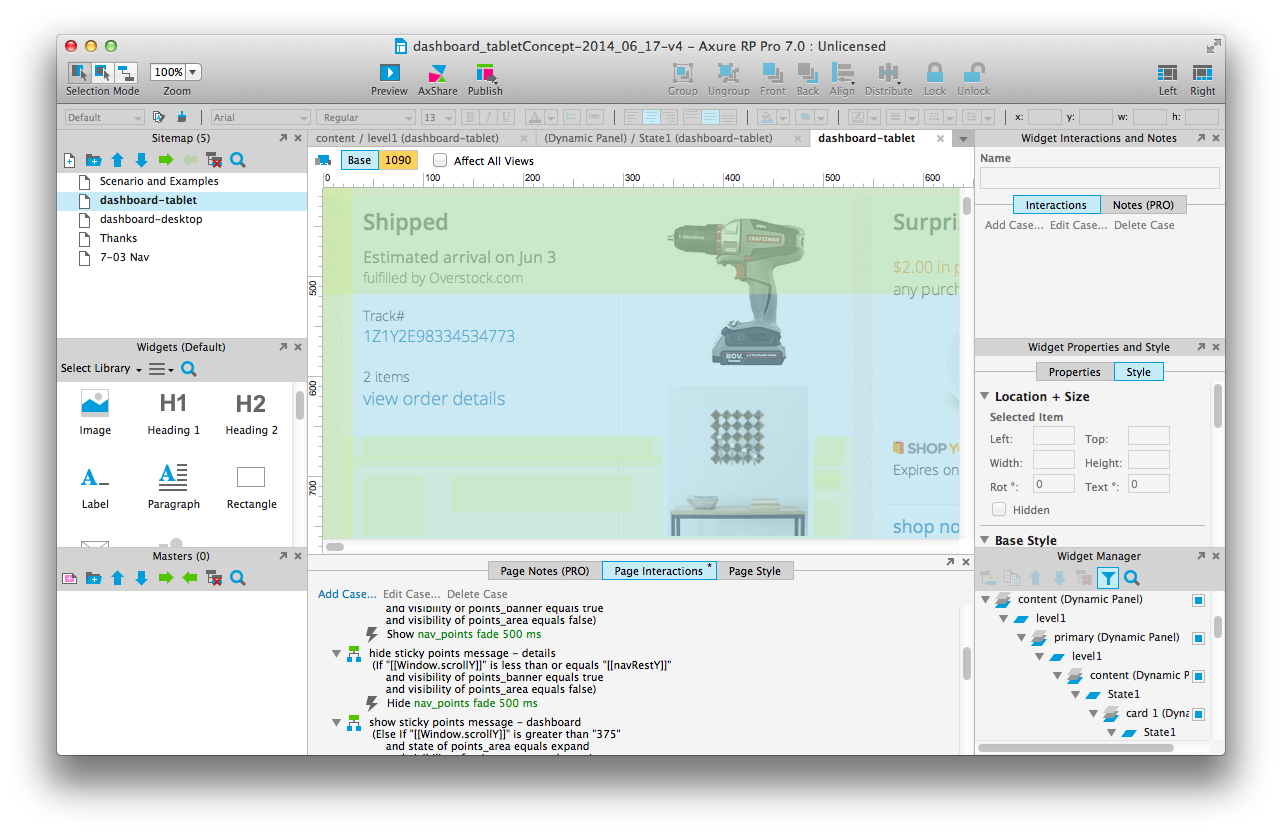 dashboard_tabletConcept-2014_06_17-v4 - Axure RP Pro 7.0 : Unlicensed
Selection Mode
100%
Zoom
Preview
AxShare
Publish
Group
Ungroup
Front
Back
Align
Distribute
Lock
Unlock
Left
Right
Default
Arial
Regular
13
B I U
x:
y:
w:
h:
Sitemap (5)
Scenario and Examples
dashboard-tablet
dashboard-desktop
Thanks
7-03 Nav
Widgets (Default)
Select Library
Image
H1
Heading 1
H2
Heading 2
Label
Paragraph
Rectangle
Masters (0)
content / level1 (dashboard-tablet)
(Dynamic Panel) / State1 (dashboard-tablet)
dashboard-tablet
Base
1090
Affect All Views
0
100
200
300
400
500
600
500
600
700
Shipped
Estimated arrival on Jun 3
fulfilled by Overstock.com
Track#
1Z1Y2E98334534773
2 items
view order details
CRAFTSMAN
Surpri
$2.00 in p
any purch
SHOP YO
Expires on
shop no
Page Notes (PRO)
Page Interactions *
Page Style
Add Case...
Edit Case...
Delete Case
and visibility of points_banner equals true
and visibility of points_area equals false)
Show nav_points fade 500 ms
hide sticky points message - details
(If "[[Window.scrollY]]" is less than or equals "[[navRestY]]"
and visibility of points_banner equals true
and visibility of points_area equals false)
Hide nav_points fade 500 ms
show sticky points message - dashboard
(Else If "[[Window.scrollY]]" is greater than "375"
and state of points_area equals expand
Widget Interactions and Notes
Name
Interactions
Notes (PRO)
Add Case...
Edit Case...
Delete Case
Widget Properties and Style
Properties
Style
Location + Size
Selected Item
Left:
Top:
Width:
Height:
Rot °:
0
Text °:
0
Hidden
Base Style
Widget Manager
content (Dynamic Panel)
level1
primary (Dynamic Panel)
level1
content (Dynamic P
State1
card 1 (Dyna
State1